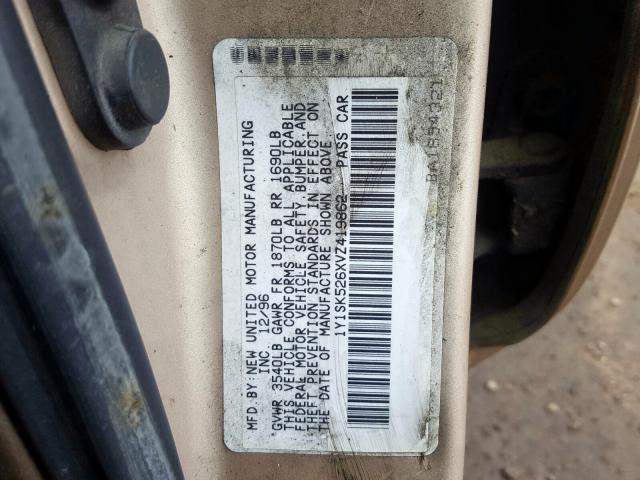 MFD.BY:NEW UNITED MOTOR MANUFACTURING
INC. 12/96
GVWR 3540LB GAWR FR 1870LB RR 1690LB
THIS VEHICLE CONFORMS TO ALL APPLICABLE
FEDERAL MOTOR VEHICLE SAFETY,BUMPER,AND
THEFT PREVENTION STANDARDS IN EFFECT ON
THE DATE OF MANUFACTURE SHOWN ABOVE.
1Y1SK526XVZ419862 PASS CAR